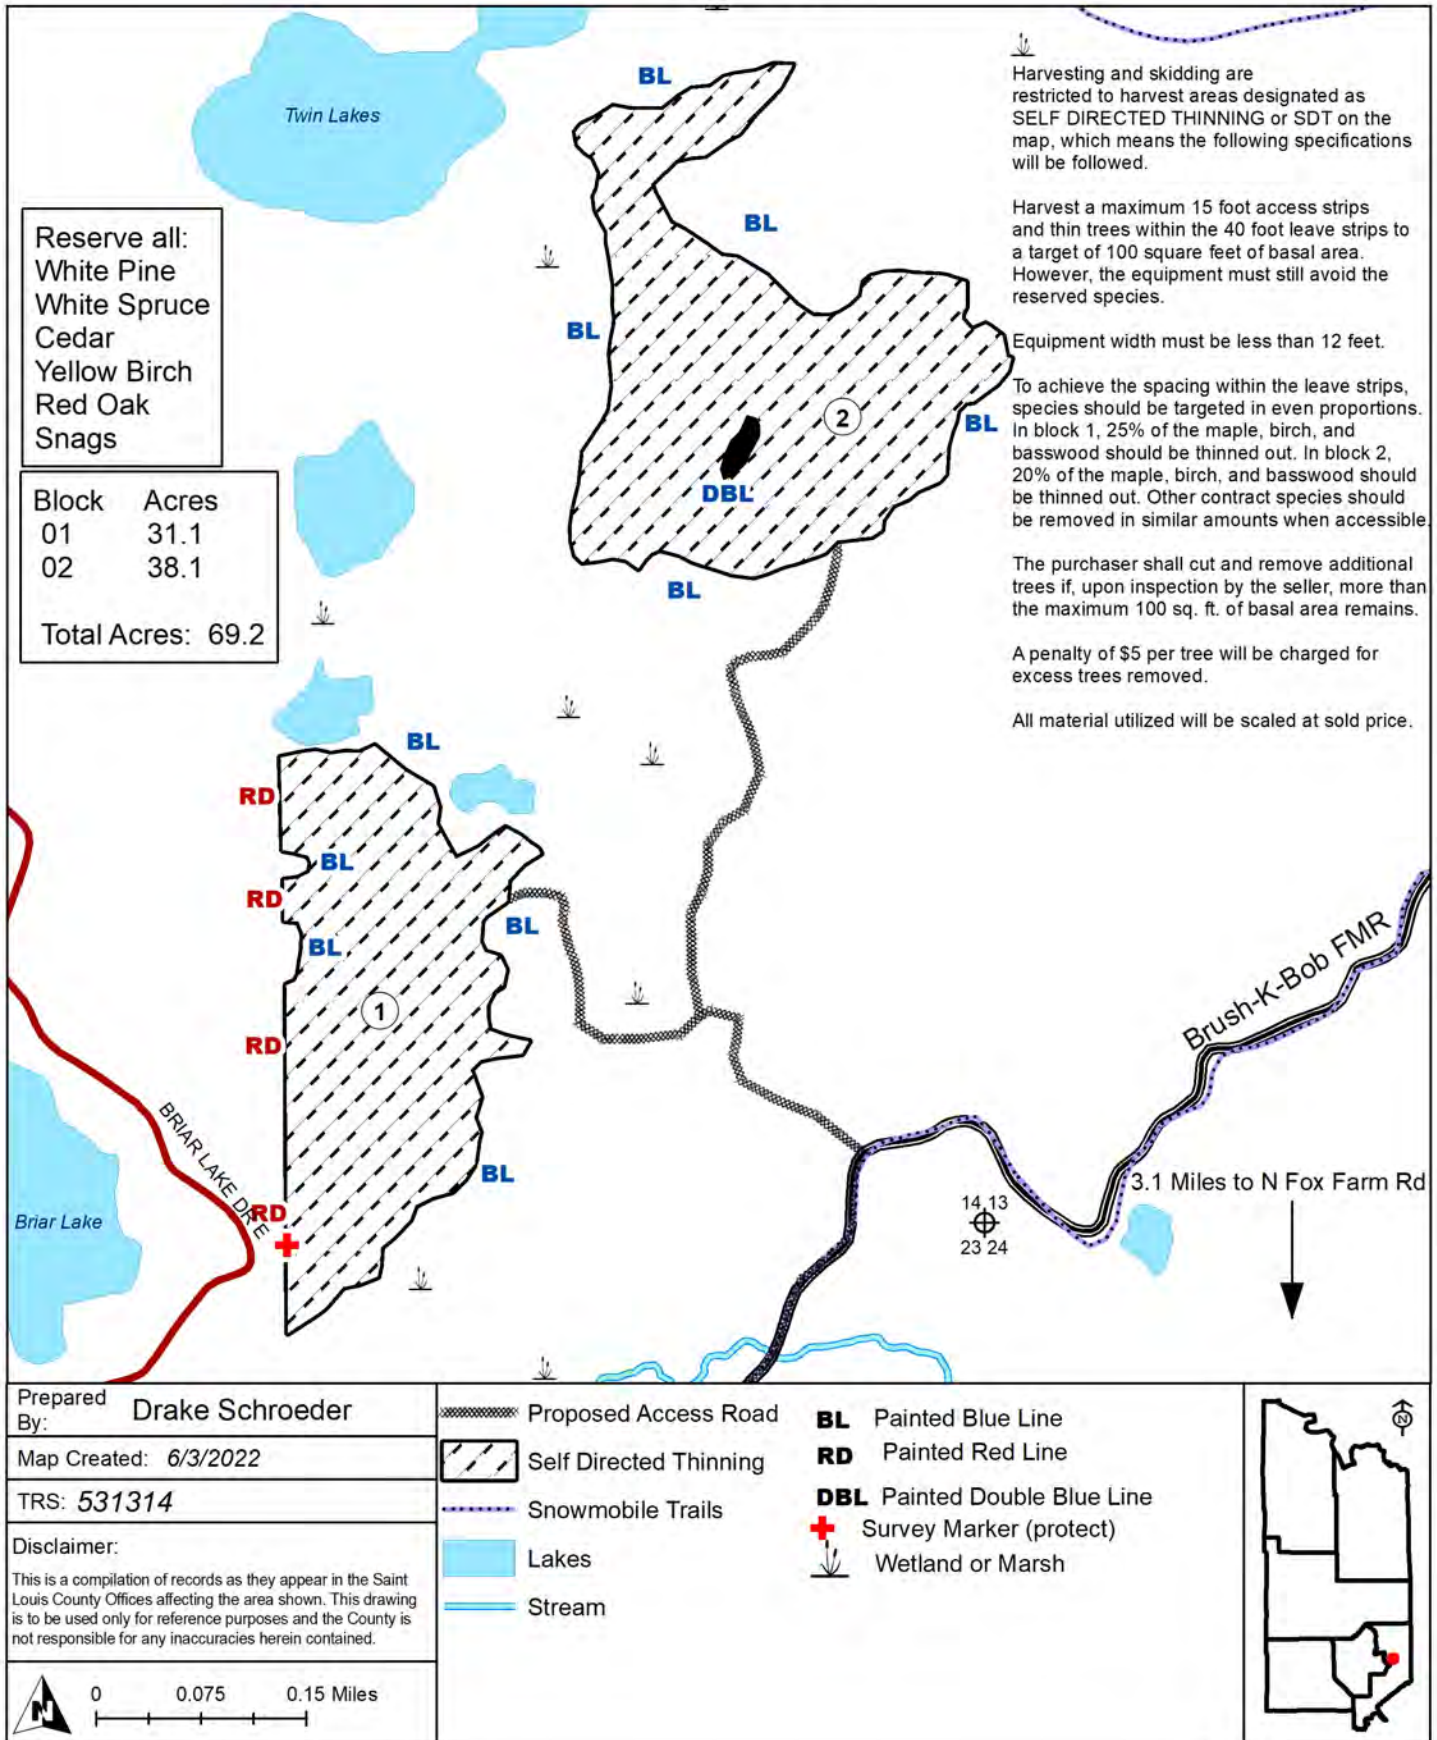 Twin Lakes
BL
Harvesting and skidding are
restricted to harvest areas designated as
SELF DIRECTED THINNING or SDT on the
map, which means the following specifications
will be followed.
Harvest a maximum 15 foot access strips
and thin trees within the 40 foot leave strips to
a target of 100 square feet of basal area.
However, the equipment must still avoid the
reserved species.
Equipment width must be less than 12 feet.
To achieve the spacing within the leave strips,
species should be targeted in even proportions.
In block 1, 25% of the maple, birch, and
basswood should be thinned out. In block 2,
20% of the maple, birch, and basswood should
be thinned out. Other contract species should
be removed in similar amounts when accessible.
The purchaser shall cut and remove additional
trees if, upon inspection by the seller, more than
the maximum 100 sq. ft. of basal area remains.
A penalty of $5 per tree will be charged for
excess trees removed.
All material utilized will be scaled at sold price.
Reserve all:
White Pine
White Spruce
Cedar
Yellow Birch
Red Oak
Snags
Block Acres
01 31.1
02 38.1
Total Acres: 69.2
BL
BL
2
BL
DBL
BL
BL
RD
BL
RD
BL
BL
1
RD
BL
RD
BRIAR LAKE DR E
Briar Lake
Brush-K-Bob FMR
3.1 Miles to N Fox Farm Rd
14 13
23 24
Prepared
By: Drake Schroeder
Map Created: 6/3/2022
TRS: 531314
Disclaimer:
This is a compilation of records as they appear in the Saint
Louis County Offices affecting the area shown. This drawing
is to be used only for reference purposes and the County is
not responsible for any inaccuracies herein contained.
N
0 0.075 0.15 Miles
Proposed Access Road
Self Directed Thinning
Snowmobile Trails
Lakes
Stream
BL Painted Blue Line
RD Painted Red Line
DBL Painted Double Blue Line
Survey Marker (protect)
Wetland or Marsh
N